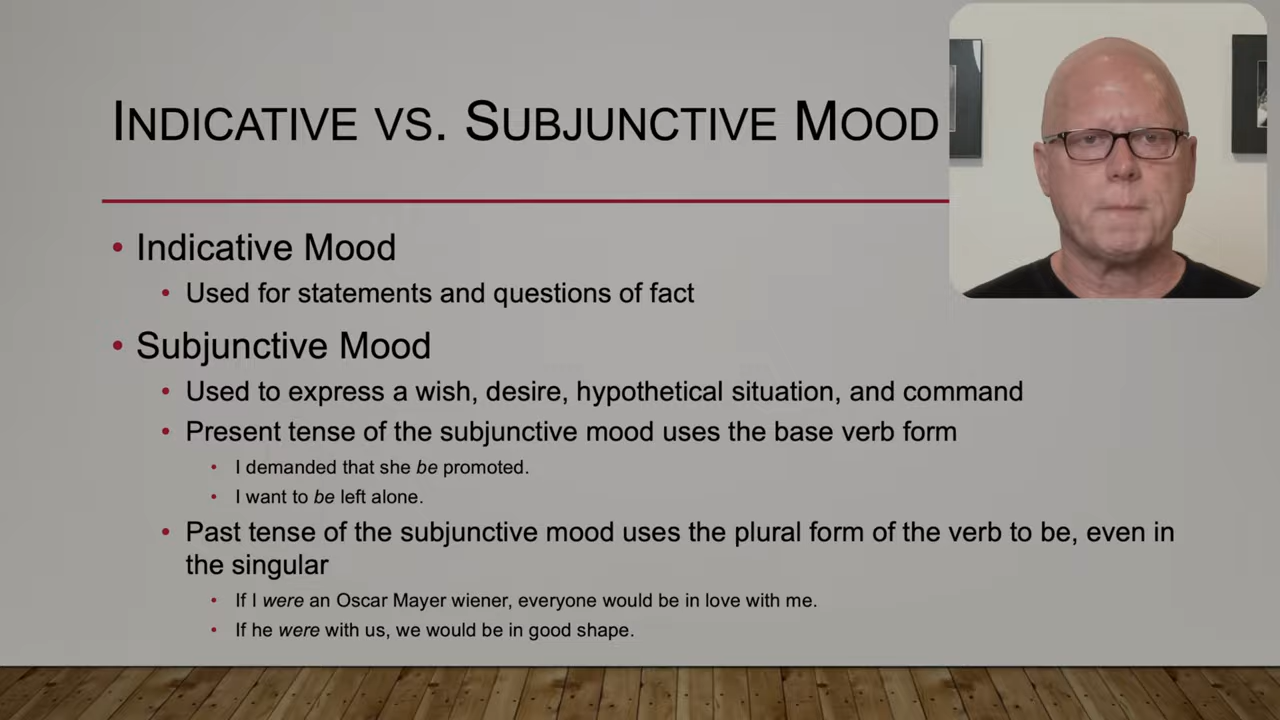 INDICATIVE VS. SUBJUNCTIVE MOOD
• Indicative Mood
• Used for statements and questions of fact
• Subjunctive Mood
• Used to express a wish, desire, hypothetical situation, and command
• Present tense of the subjunctive mood uses the base verb form
• I demanded that she be promoted.
• I want to be left alone.
• Past tense of the subjunctive mood uses the plural form of the verb to be, even in
the singular
• If I were an Oscar Mayer wiener, everyone would be in love with me.
• If he were with us, we would be in good shape.